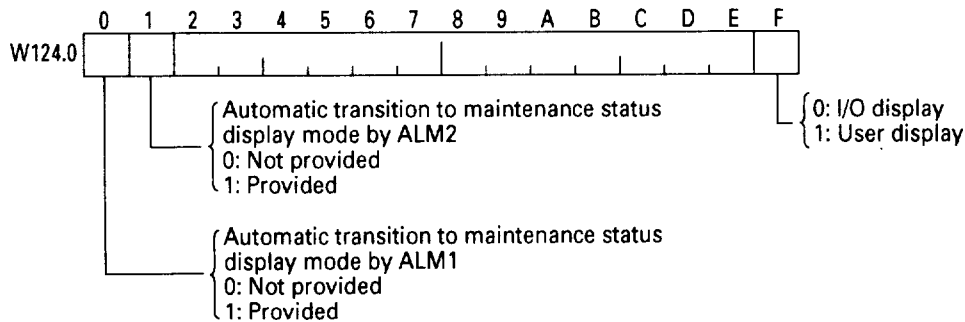 0 1 2 3 4 5 6 7 8 9 A B C D E F
W124.0
Automatic transition to maintenance status
display mode by ALM2
0: Not provided
1: Provided
0: I/O display
1: User display
Automatic transition to maintenance status
display mode by ALM1
0: Not provided
1: Provided